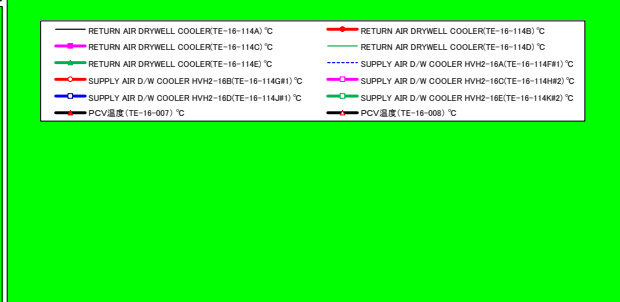 RETURN AIR DRYWELL COOLER(TE-16-114A)℃ RETURN AIR DRYWELL COOLER(TE-16-114B)℃
RETURN AIR DRYWELL COOLER(TE-16-114C)℃ RETURN AIR DRYWELL COOLER(TE-16-114D)℃
RETURN AIR DRYWELL COOLER(TE-16-114E)℃ SUPPLY AIR D/W COOLER HVH2-16A(TE-16-114F#1)℃
SUPPLY AIR D/W COOLER HVH2-16B(TE-16-114G#1)℃ SUPPLY AIR D/W COOLER HVH2-16C(TE-16-114H#2)℃
SUPPLY AIR D/W COOLER HVH2-16D(TE-16-114J#1)℃ SUPPLY AIR D/W COOLER HVH2-16E(TE-16-114K#2)℃
PCV温度(TE-16-007) ℃ PCV温度(TE-16-008) ℃